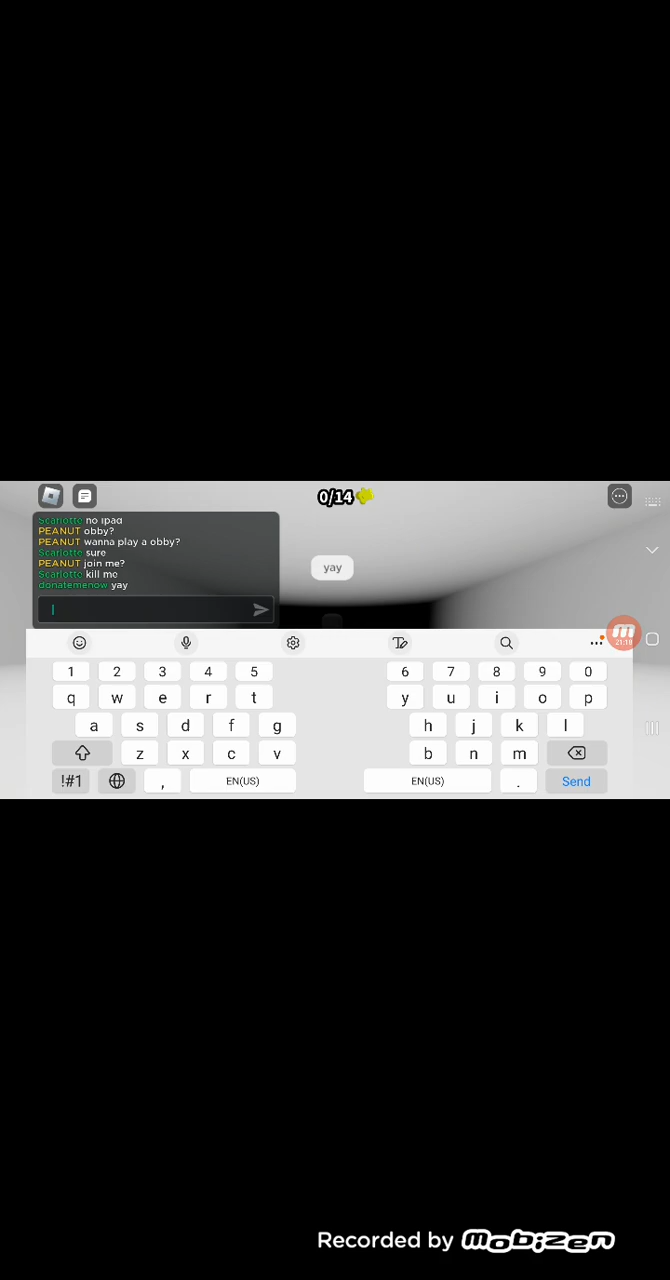 0/14
Scarlotte no ipad
PEANUT obby?
PEANUT wanna play a obby?
Scarlotte sure
PEANUT join me?
Scarlotte kill me
donatemenow yay
yay
21:18
1 2 3 4 5 6 7 8 9 0
q w e r t y u i o p
a s d f g h j k l
z x c v b n m
!#1 , EN(US) EN(US) . Send
Recorded by mobizen